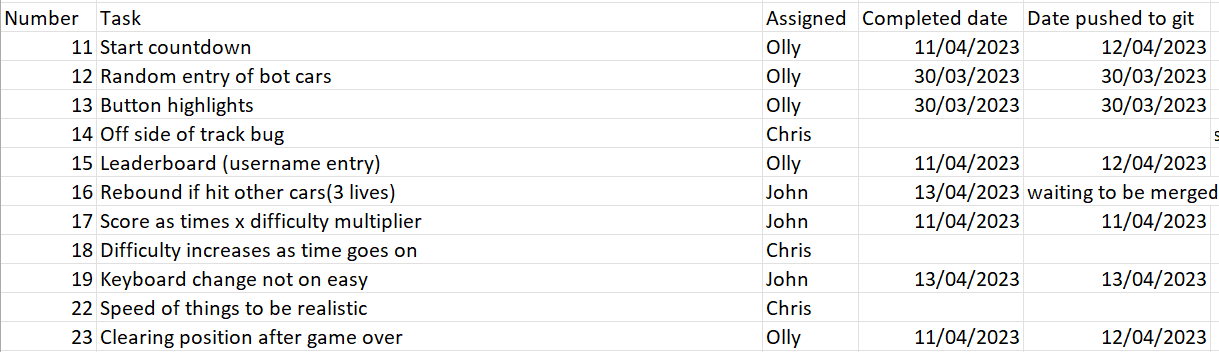 Number Task Assigned Completed date Date pushed to git
11 Start countdown Olly 11/04/2023 12/04/2023
12 Random entry of bot cars Olly 30/03/2023 30/03/2023
13 Button highlights Olly 30/03/2023 30/03/2023
14 Off side of track bug Chris
15 Leaderboard (username entry) Olly 11/04/2023 12/04/2023
16 Rebound if hit other cars(3 lives) John 13/04/2023 waiting to be merged
17 Score as times x difficulty multiplier John 11/04/2023 11/04/2023
18 Difficulty increases as time goes on Chris
19 Keyboard change not on easy John 13/04/2023 13/04/2023
22 Speed of things to be realistic Chris
23 Clearing position after game over Olly 11/04/2023 12/04/2023